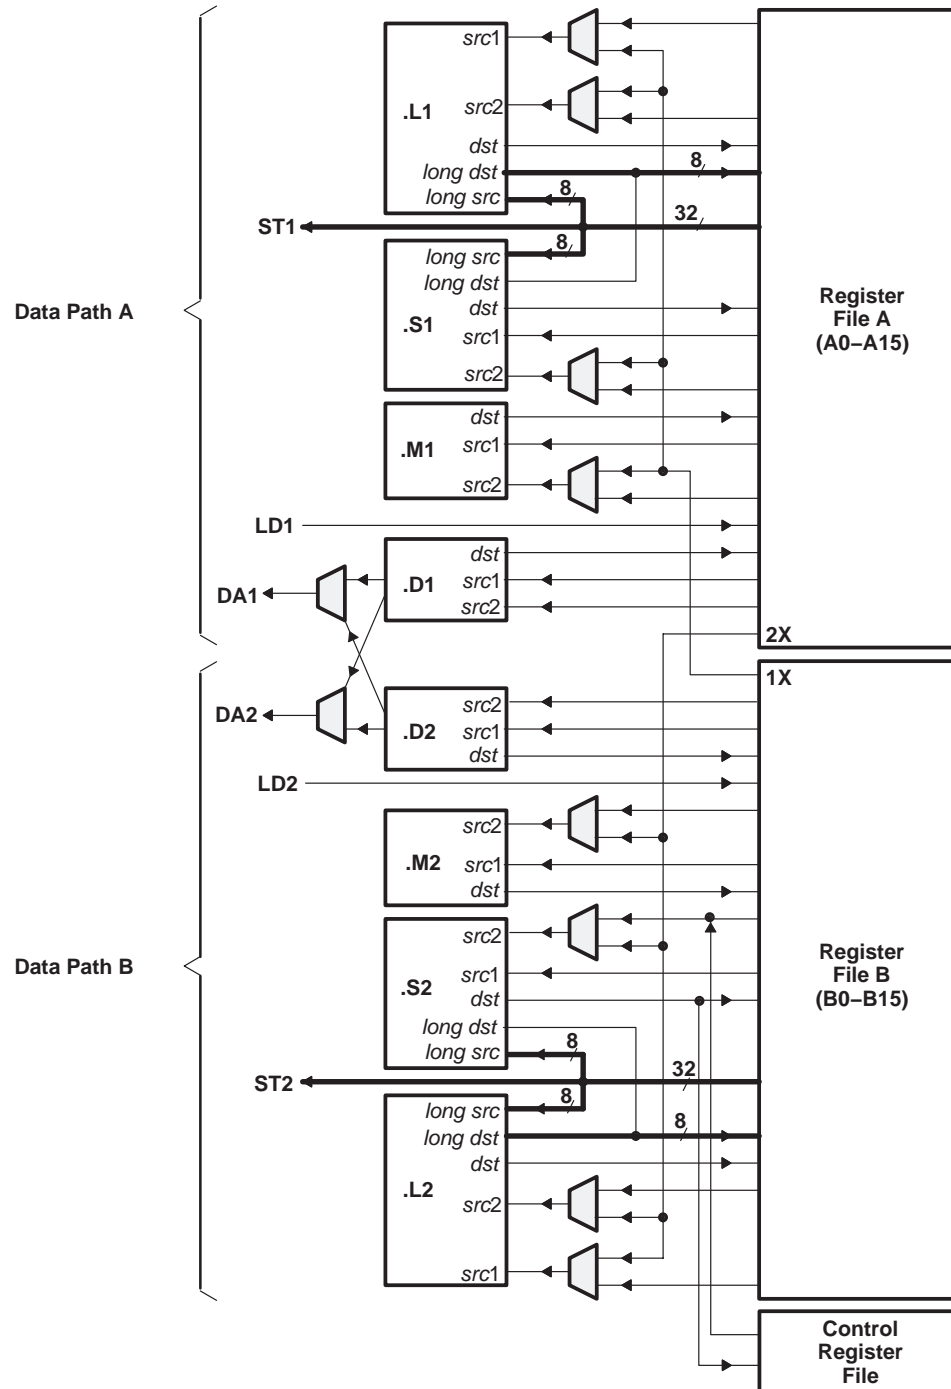 src1
.L1
src2
dst
long dst
8
long src
8
ST1
32
8
long src
long dst
dst
.S1
src1
src2
Data Path A
Register
File A
(A0–A15)
dst
.M1
src1
src2
LD1
dst
.D1
src1
src2
DA1
2X
1X
DA2
src2
.D2
src1
dst
LD2
src2
.M2
src1
dst
src2
.S2
src1
dst
long dst
8
long src
Data Path B
Register
File B
(B0–B15)
ST2
32
8
long src
long dst
8
dst
.L2
src2
src1
Control
Register
File